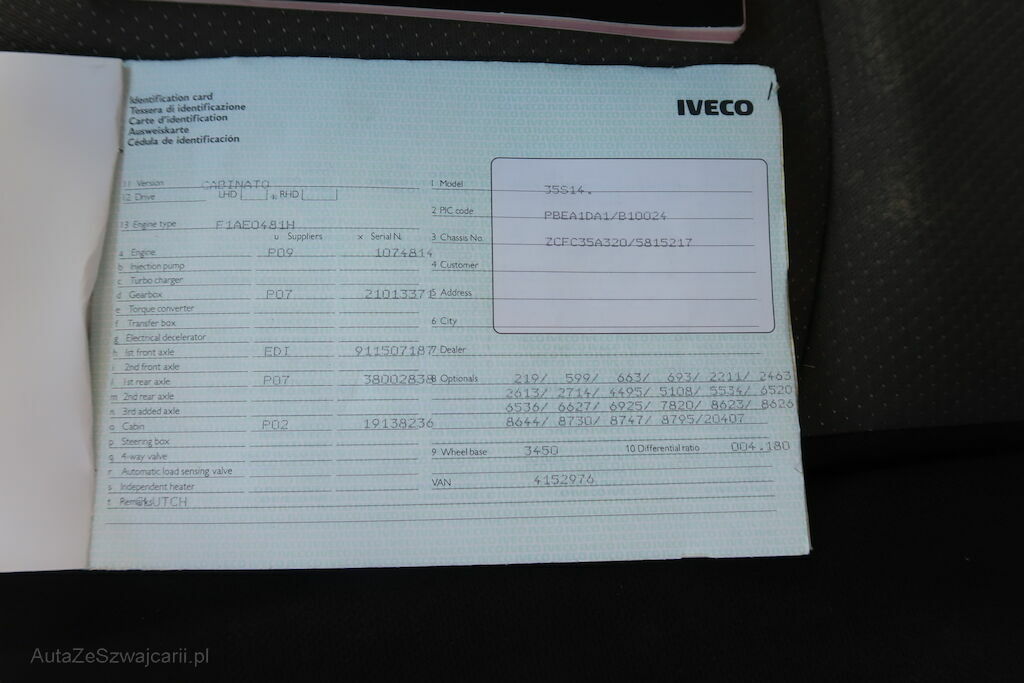 Identification card
Tessera di identificazione
Carte d'identification
Ausweiskarte
Cedula de identificación
IVECO
11 Version CABINATO
12 Drive LHD RHD
13 Engine type F1AE0481H
u Suppliers x Serial N.
a Engine P09 1074814
b Injection pump
c Turbo charger
d Gearbox P07 21013371
e Torque converter
f Transfer box
g Electrical decelerator
h 1st front axle EDI 911507187
i 2nd front axle
l 1st rear axle P07 38002838
m 2nd rear axle
n 3rd added axle
o Cabin P02 19138236
p Steering box
q 4-way valve
r Automatic load sensing valve
s Independent heater
t UTCH
1 Model 35S14.
2 PIC code PBEA1DA1/B10024
3 Chassis No. ZCFC35A320/5815217
4 Customer
5 Address
6 City
7 Dealer
8 Optionals 219/ 599/ 663/ 693/ 2211/ 2463
2613/ 2714/ 4495/ 5108/ 5534/ 6520
6536/ 6627/ 6925/ 7820/ 8623/ 8626
8644/ 8730/ 8747/ 8795/20407
9 Wheel base 3450 10 Differential ratio 004.180
VAN 4152976
AutaZeSzwajcarii.pl